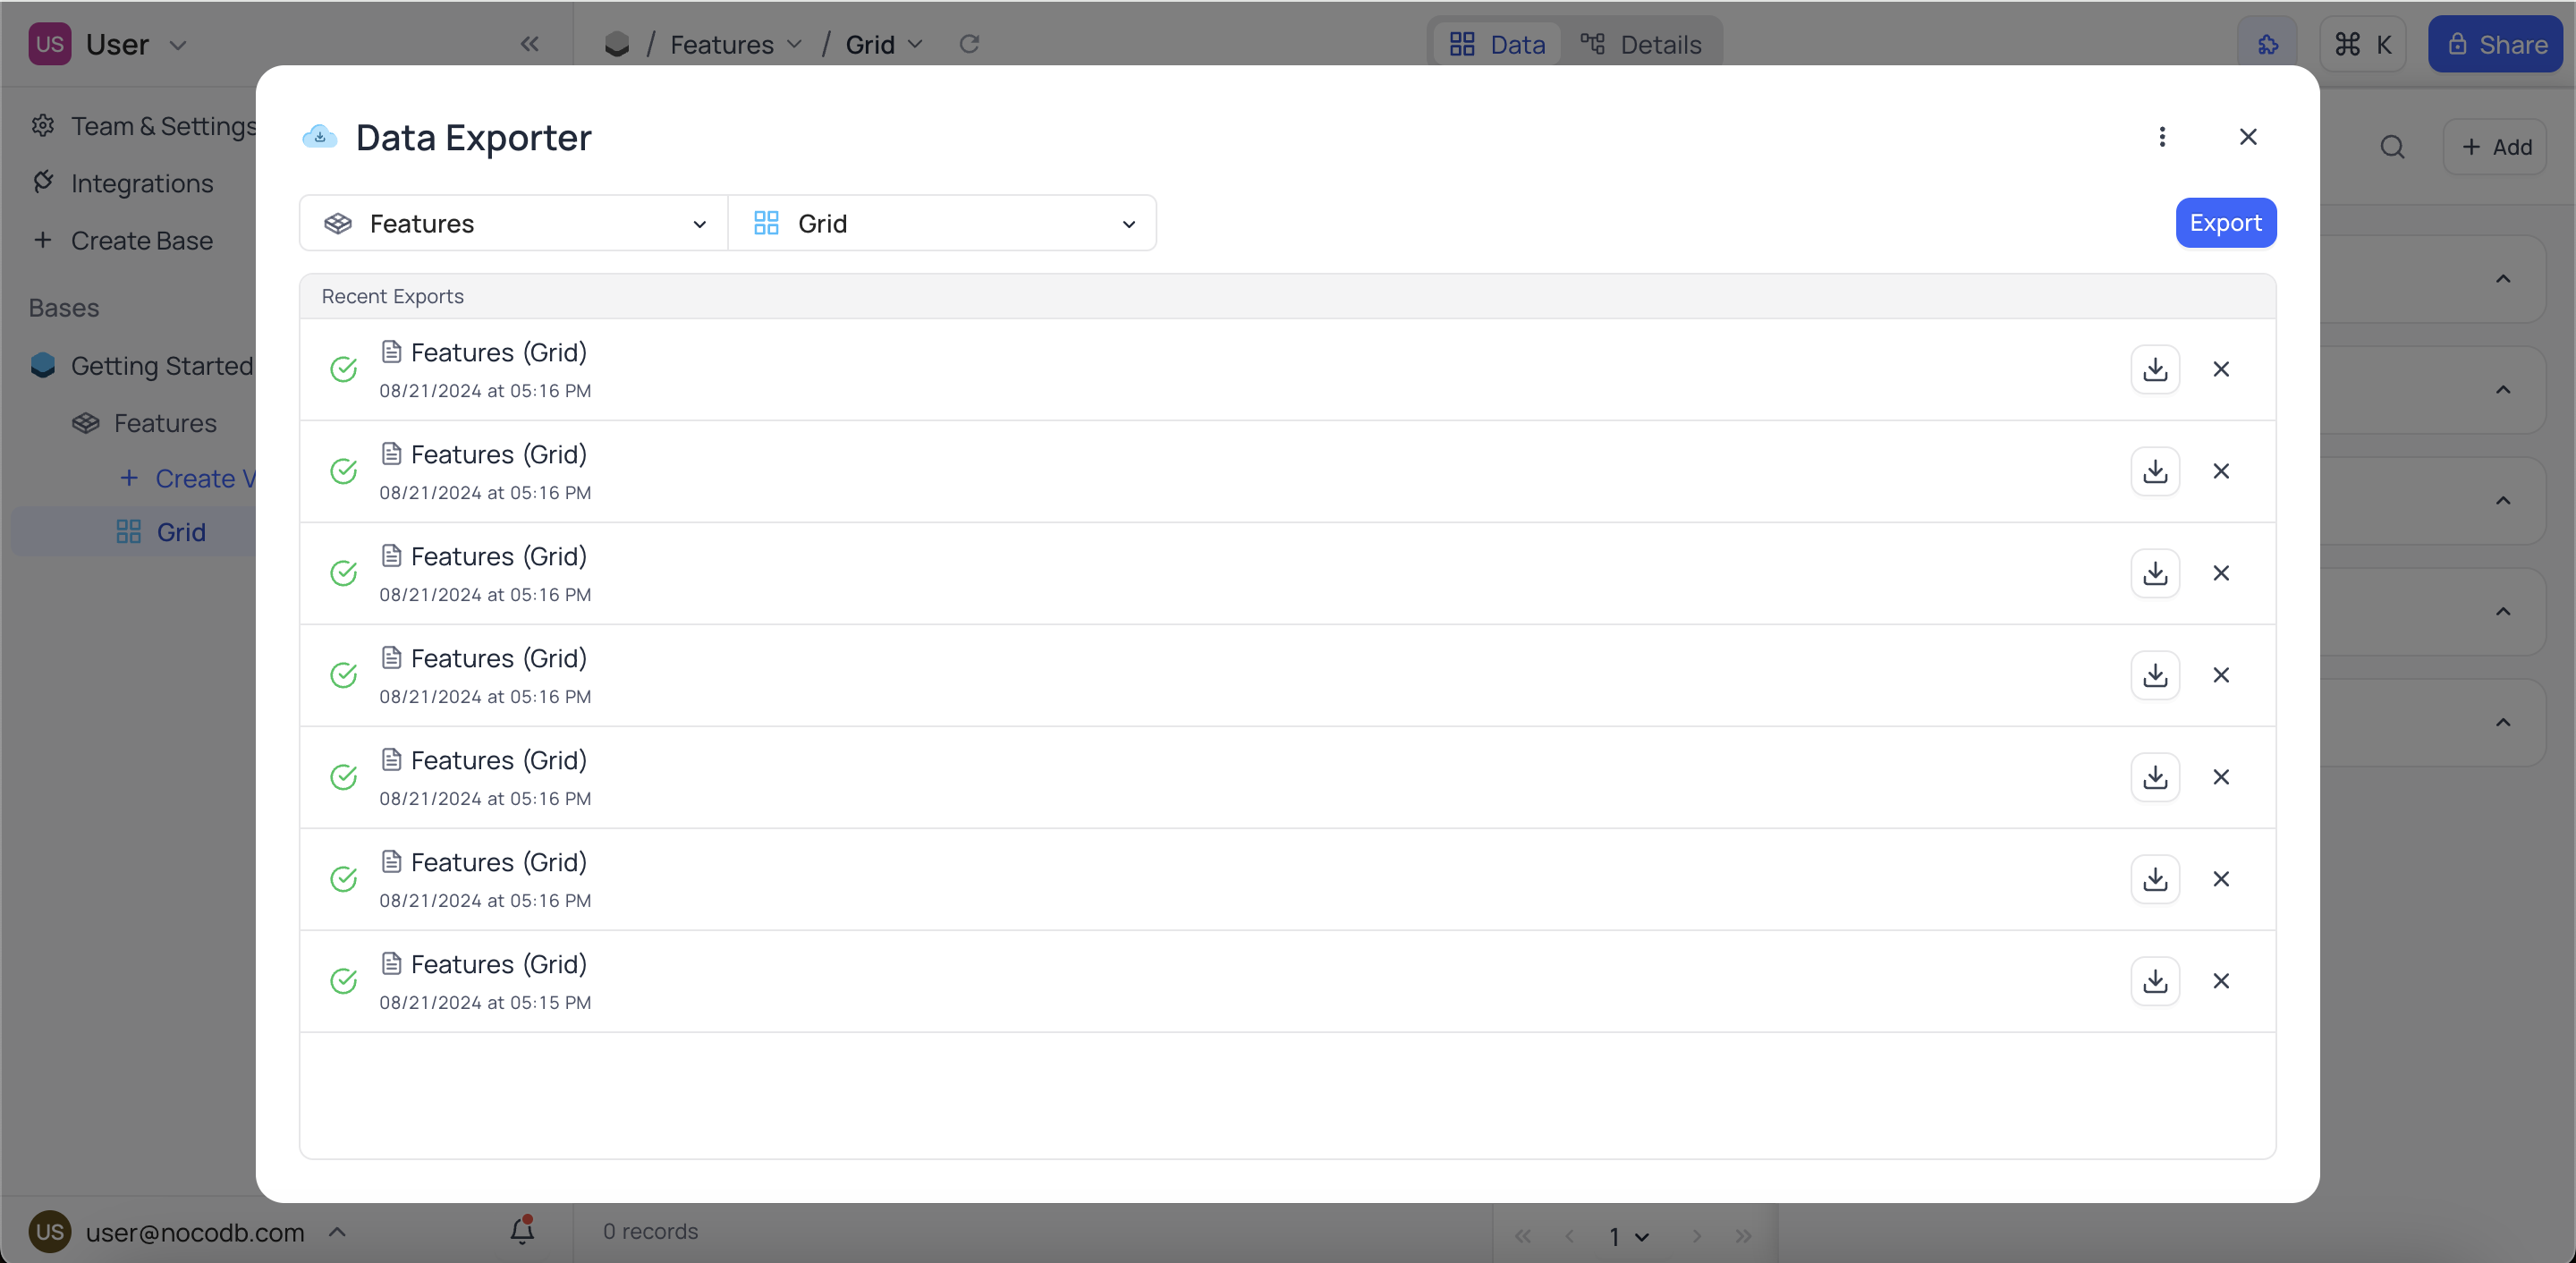 US User
/ Features / Grid
Data Details
⌘ K
Share
Team & Settings
Integrations
+ Create Base
Bases
Getting Started
Features
+ Create V
Grid
+ Add
Data Exporter
Features
Grid
Export
Recent Exports
Features (Grid)
08/21/2024 at 05:16 PM
Features (Grid)
08/21/2024 at 05:16 PM
Features (Grid)
08/21/2024 at 05:16 PM
Features (Grid)
08/21/2024 at 05:16 PM
Features (Grid)
08/21/2024 at 05:16 PM
Features (Grid)
08/21/2024 at 05:16 PM
Features (Grid)
08/21/2024 at 05:15 PM
US user@nocodb.com
0 records
1